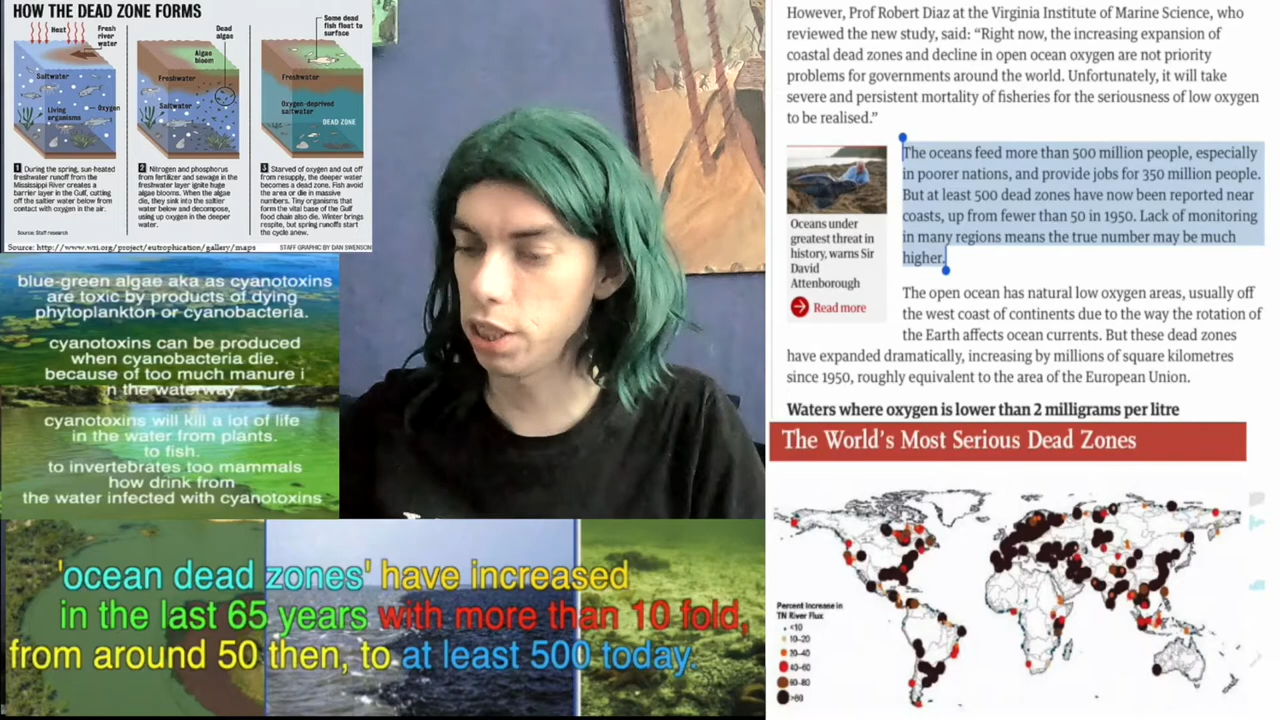 HOW THE DEAD ZONE FORMS
Heat
Fresh
river
water
Saltwater
Living
organisms
Oxygen
Dead
algae
Algae
bloom
Freshwater
Saltwater
Some dead
fish float to
surface
Freshwater
Oxygen-deprived
saltwater
DEAD ZONE
1 During the spring, sun-heated
freshwater runoff from the
Mississippi River creates a
barrier layer in the Gulf, cutting
off the saltier water below from
contact with oxygen in the air.
2 Nitrogen and phosphorus
from fertilizer and sewage in the
freshwater layer ignite huge
algae blooms. When the algae
die, they sink into the saltier
water below and decompose,
using up oxygen in the deeper
water.
3 Starved of oxygen and cut off
from resupply, the deeper water
becomes a dead zone. Fish avoid
the area or die in massive
numbers. Tiny organisms that
form the vital base of the Gulf
food chain also die. Winter brings
respite, but spring runoffs start
the cycle anew.
Source: Staff research
Source: http://www.wri.org/project/eutrophication/gallery/maps
STAFF GRAPHIC BY DAN SWENSON
blue-green algae aka as cyanotoxins
are toxic by products of dying
phytoplankton or cyanobacteria.
cyanotoxins can be produced
when cyanobacteria die.
because of too much manure i
n the waterway
cyanotoxins will kill a lot of life
in the water from plants.
to fish.
to invertebrates too mammals
how drink from
the water infected with cyanotoxins
'ocean dead zones' have increased
in the last 65 years with more than 10 fold,
from around 50 then, to at least 500 today.
However, Prof Robert Diaz at the Virginia Institute of Marine Science, who
reviewed the new study, said: “Right now, the increasing expansion of
coastal dead zones and decline in open ocean oxygen are not priority
problems for governments around the world. Unfortunately, it will take
severe and persistent mortality of fisheries for the seriousness of low oxygen
to be realised.”
Oceans under
greatest threat in
history, warns Sir
David
Attenborough
Read more
The oceans feed more than 500 million people, especially
in poorer nations, and provide jobs for 350 million people.
But at least 500 dead zones have now been reported near
coasts, up from fewer than 50 in 1950. Lack of monitoring
in many regions means the true number may be much
higher.
The open ocean has natural low oxygen areas, usually off
the west coast of continents due to the way the rotation of
the Earth affects ocean currents. But these dead zones
have expanded dramatically, increasing by millions of square kilometres
since 1950, roughly equivalent to the area of the European Union.
Waters where oxygen is lower than 2 milligrams per litre
The World's Most Serious Dead Zones
Percent Increase in
TN River Flux
<10
10-20
20-40
40-60
60-80
>80